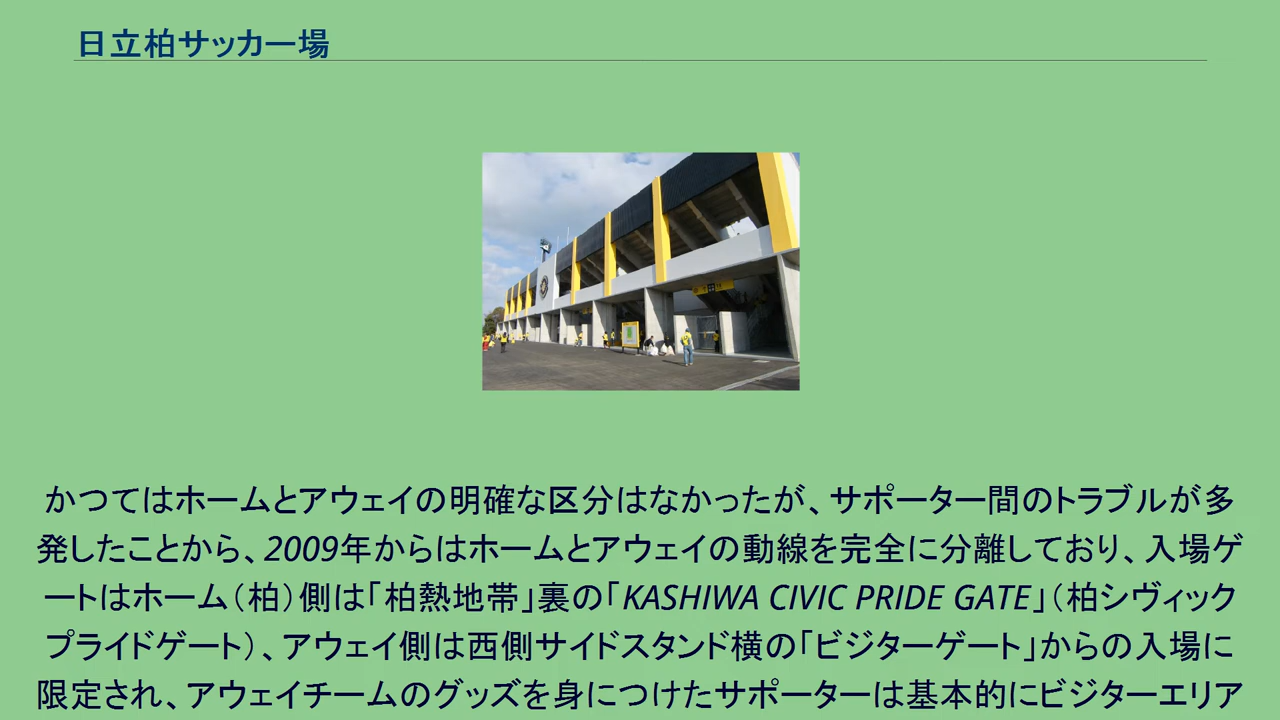 日立柏サッカー場
かつてはホームとアウェイの明確な区分はなかったが、サポーター間のトラブルが多
発したことから、2009年からはホームとアウェイの動線を完全に分離しており、入場ゲ
ートはホーム（柏）側は「柏熱地帯」裏の「KASHIWA CIVIC PRIDE GATE」（柏シヴィック
プライドゲート）、アウェイ側は西側サイドスタンド横の「ビジターゲート」からの入場に
限定され、アウェイチームのグッズを身につけたサポーターは基本的にビジターエリア